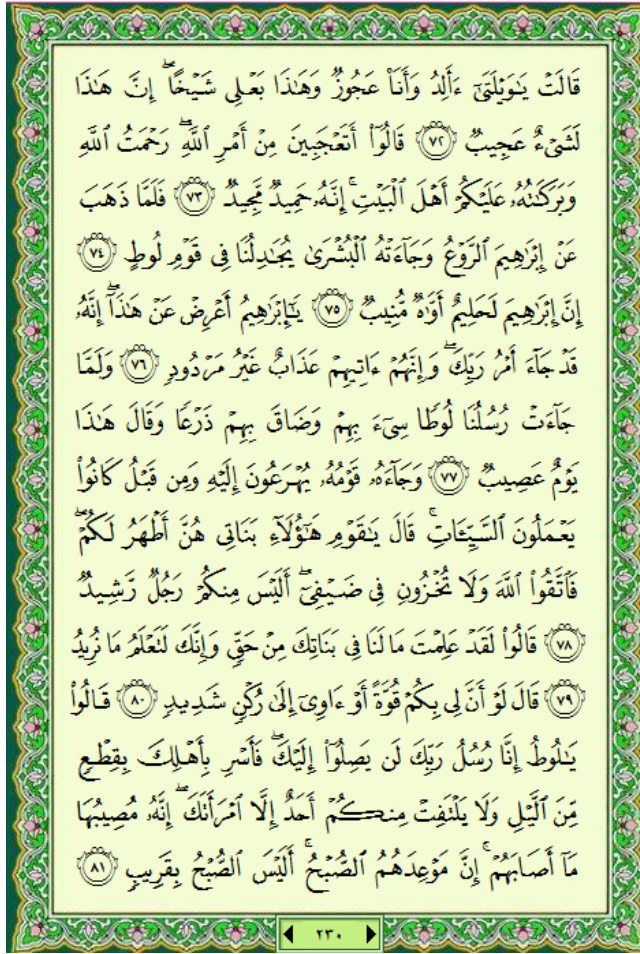 قَالَتْ يَٰوَيْلَتَىٰٓ ءَأَلِدُ وَأَنَا۠ عَجُوزٌ وَهَٰذَا بَعْلِى شَيْخًا ۖ إِنَّ هَٰذَا
لَشَىْءٌ عَجِيبٌ ﴿٧٢﴾ قَالُوٓا۟ أَتَعْجَبِينَ مِنْ أَمْرِ ٱللَّهِ ۖ رَحْمَتُ ٱللَّهِ
وَبَرَكَٰتُهُۥ عَلَيْكُمْ أَهْلَ ٱلْبَيْتِ ۚ إِنَّهُۥ حَمِيدٌ مَّجِيدٌ ﴿٧٣﴾ فَلَمَّا ذَهَبَ
عَنْ إِبْرَٰهِيمَ ٱلرَّوْعُ وَجَآءَتْهُ ٱلْبُشْرَىٰ يُجَٰدِلُنَا فِى قَوْمِ لُوطٍ ﴿٧٤﴾
إِنَّ إِبْرَٰهِيمَ لَحَلِيمٌ أَوَّٰهٌ مُّنِيبٌ ﴿٧٥﴾ يَٰٓإِبْرَٰهِيمُ أَعْرِضْ عَنْ هَٰذَآ ۖ إِنَّهُۥ
قَدْ جَآءَ أَمْرُ رَبِّكَ ۖ وَإِنَّهُمْ ءَاتِيهِمْ عَذَابٌ غَيْرُ مَرْدُودٍ ﴿٧٦﴾ وَلَمَّا
جَآءَتْ رُسُلُنَا لُوطًا سِىٓءَ بِهِمْ وَضَاقَ بِهِمْ ذَرْعًا وَقَالَ هَٰذَا
يَوْمٌ عَصِيبٌ ﴿٧٧﴾ وَجَآءَهُۥ قَوْمُهُۥ يُهْرَعُونَ إِلَيْهِ وَمِن قَبْلُ كَانُوا۟
يَعْمَلُونَ ٱلسَّيِّـَٔاتِ ۚ قَالَ يَٰقَوْمِ هَٰٓؤُلَآءِ بَنَاتِى هُنَّ أَطْهَرُ لَكُمْ ۖ
فَٱتَّقُوا۟ ٱللَّهَ وَلَا تُخْزُونِ فِى ضَيْفِىٓ ۖ أَلَيْسَ مِنكُمْ رَجُلٌ رَّشِيدٌ
﴿٧٨﴾ قَالُوا۟ لَقَدْ عَلِمْتَ مَا لَنَا فِى بَنَاتِكَ مِنْ حَقٍّ وَإِنَّكَ لَتَعْلَمُ مَا نُرِيدُ
﴿٧٩﴾ قَالَ لَوْ أَنَّ لِى بِكُمْ قُوَّةً أَوْ ءَاوِىٓ إِلَىٰ رُكْنٍ شَدِيدٍ ﴿٨٠﴾ قَالُوا۟
يَٰلُوطُ إِنَّا رُسُلُ رَبِّكَ لَن يَصِلُوٓا۟ إِلَيْكَ ۖ فَأَسْرِ بِأَهْلِكَ بِقِطْعٍ
مِّنَ ٱلَّيْلِ وَلَا يَلْتَفِتْ مِنكُمْ أَحَدٌ إِلَّا ٱمْرَأَتَكَ ۖ إِنَّهُۥ مُصِيبُهَا
مَآ أَصَابَهُمْ ۚ إِنَّ مَوْعِدَهُمُ ٱلصُّبْحُ ۚ أَلَيْسَ ٱلصُّبْحُ بِقَرِيبٍ ﴿٨١﴾
٢٣٠